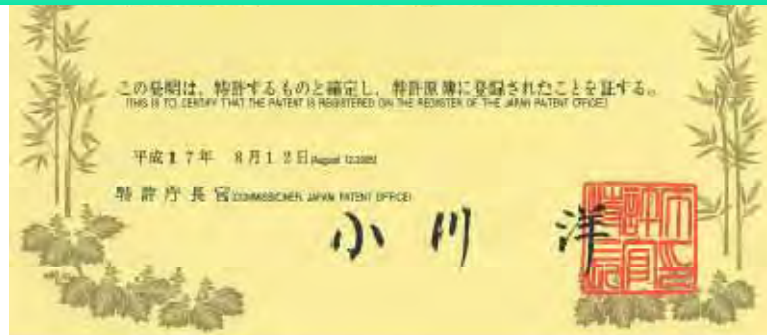 この発明は、特許するものと確定し、特許原簿に登録されたことを証する。
(THIS IS TO CERTIFY THAT THE PATENT IS REGISTERED ON THE REGISTER OF THE JAPAN PATENT OFFICE)
平成17年 8月12日(August 12,2005)
特許庁長官(COMMISSIONER, JAPAN PATENT OFFICE)
小川 洋